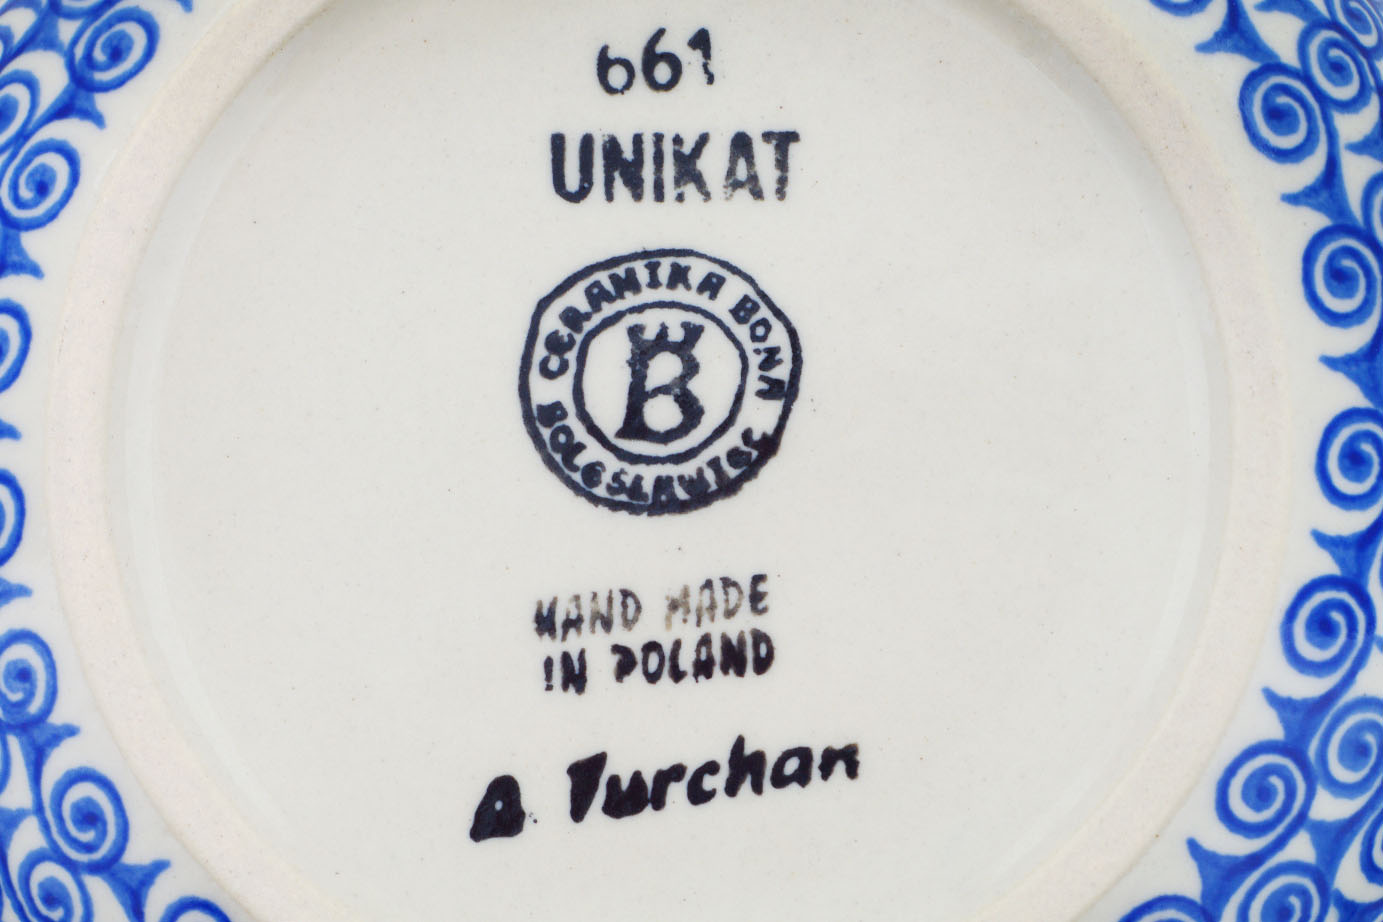 661
UNIKAT
CERAMIKA BONA
BOLESŁAWIEC
B
HAND MADE
IN POLAND
A. Turchan